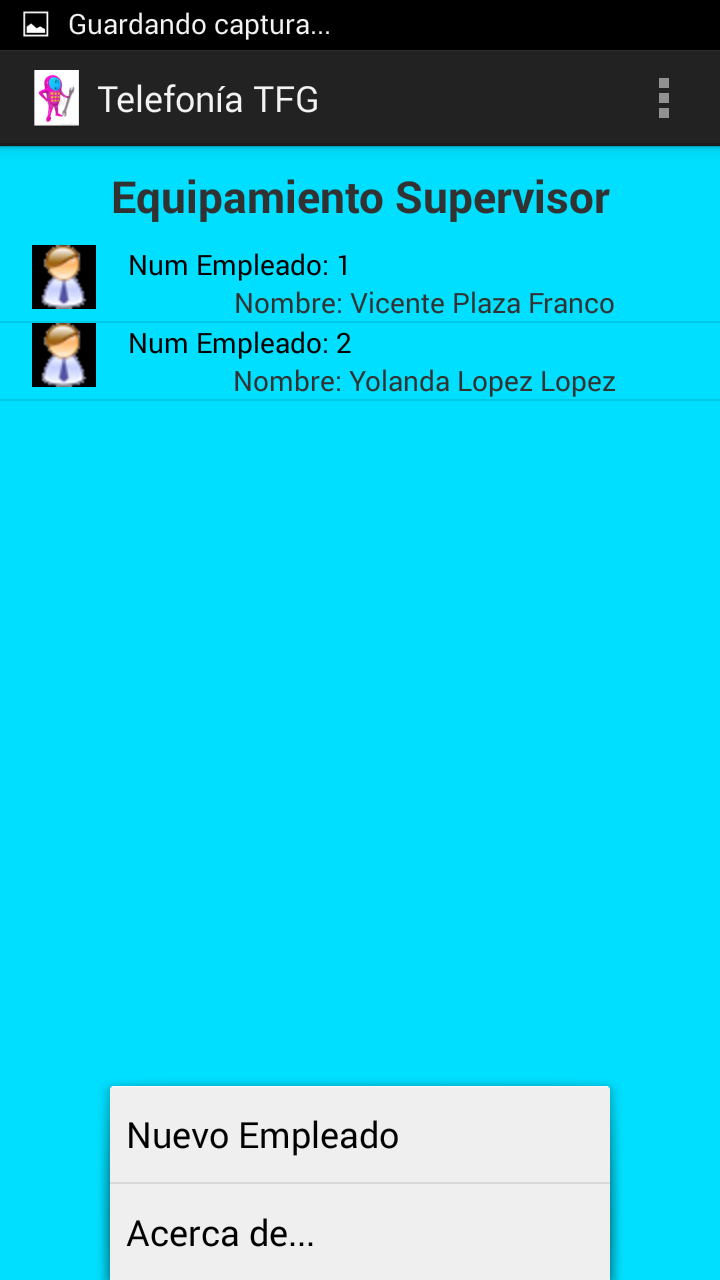 Guardando captura...
Telefonía TFG
Equipamiento Supervisor
Num Empleado: 1
Nombre: Vicente Plaza Franco
Num Empleado: 2
Nombre: Yolanda Lopez Lopez
Nuevo Empleado
Acerca de...